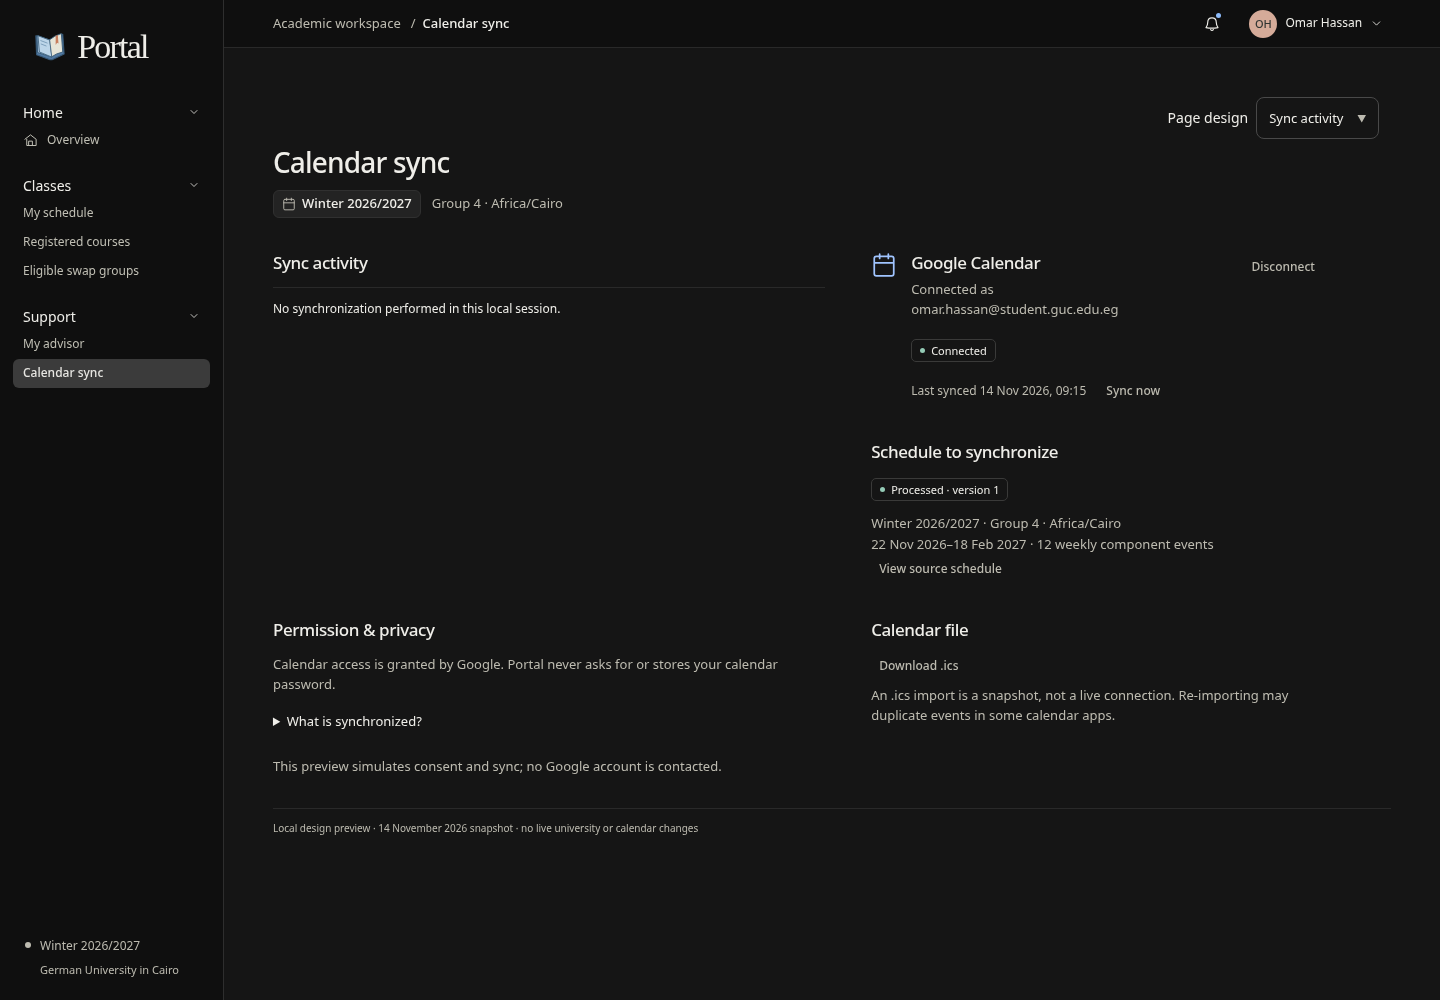 Portal
Home
Overview
Classes
My schedule
Registered courses
Eligible swap groups
Support
My advisor
Calendar sync
Winter 2026/2027
German University in Cairo
Academic workspace / Calendar sync
OH Omar Hassan
Page design Sync activity
Calendar sync
Winter 2026/2027 Group 4 · Africa/Cairo
Sync activity
No synchronization performed in this local session.
Google Calendar
Disconnect
Connected as
omar.hassan@student.guc.edu.eg
Connected
Last synced 14 Nov 2026, 09:15 Sync now
Schedule to synchronize
Processed · version 1
Winter 2026/2027 · Group 4 · Africa/Cairo
22 Nov 2026–18 Feb 2027 · 12 weekly component events
View source schedule
Permission & privacy
Calendar access is granted by Google. Portal never asks for or stores your calendar
password.
What is synchronized?
This preview simulates consent and sync; no Google account is contacted.
Calendar file
Download .ics
An .ics import is a snapshot, not a live connection. Re-importing may
duplicate events in some calendar apps.
Local design preview · 14 November 2026 snapshot · no live university or calendar changes